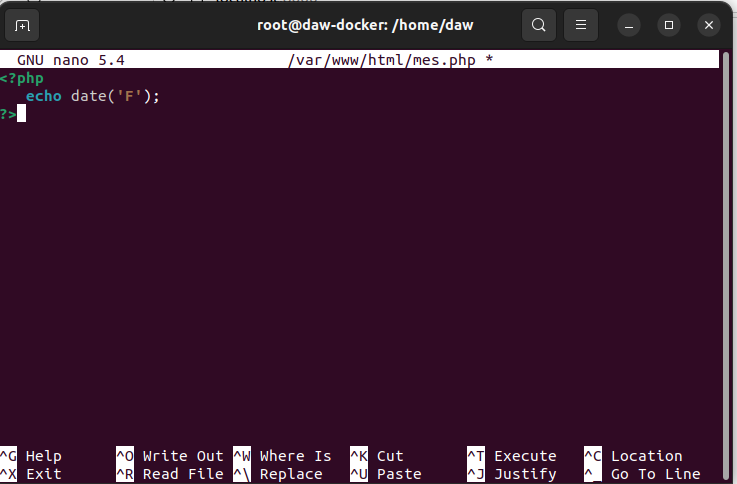 root@daw-docker: /home/daw
GNU nano 5.4 /var/www/html/mes.php *
<?php
echo date('F');
?>
^G Help ^O Write Out ^W Where Is ^K Cut ^T Execute ^C Location
^X Exit ^R Read File ^\ Replace ^U Paste ^J Justify ^_ Go To Line